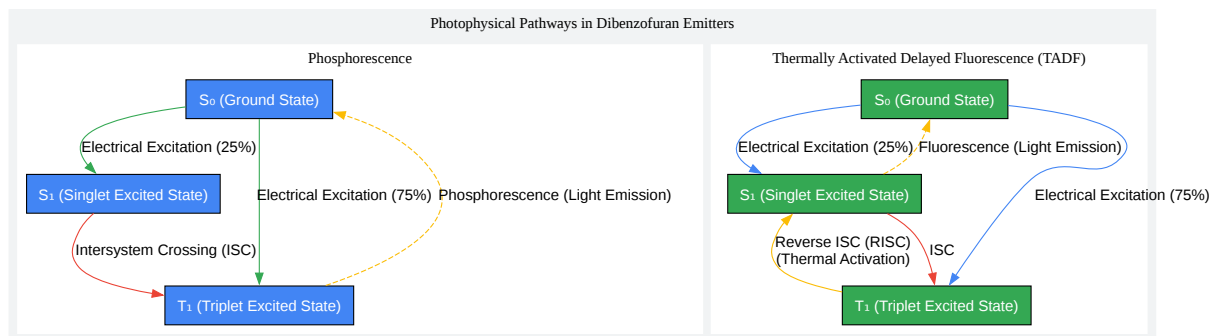 Photophysical Pathways in Dibenzofuran Emitters
Phosphorescence
S₀ (Ground State)
Electrical Excitation (25%)
S₁ (Singlet Excited State)
Electrical Excitation (75%)
Phosphorescence (Light Emission)
Intersystem Crossing (ISC)
T₁ (Triplet Excited State)
Thermally Activated Delayed Fluorescence (TADF)
S₀ (Ground State)
Electrical Excitation (25%)
Fluorescence (Light Emission)
S₁ (Singlet Excited State)
Electrical Excitation (75%)
Reverse ISC (RISC)
(Thermal Activation)
ISC
T₁ (Triplet Excited State)